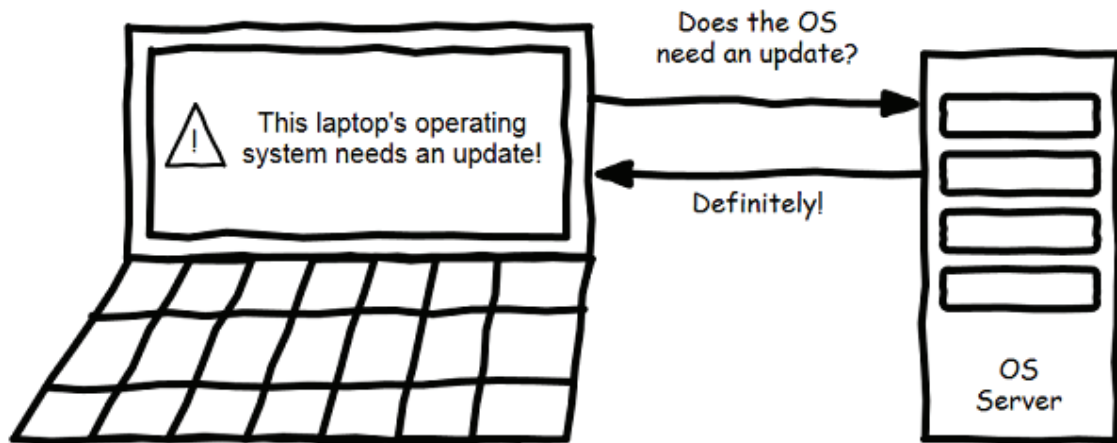 Does the OS
need an update?
!
This laptop's operating
system needs an update!
Definitely!
OS
Server